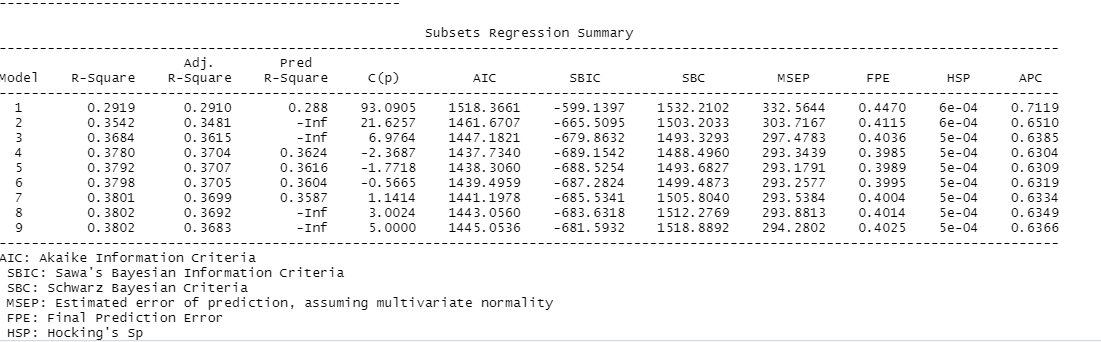 Subsets Regression Summary
Adj. Pred
Model R-Square R-Square R-Square C(p) AIC SBIC SBC MSEP FPE HSP APC
1 0.2919 0.2910 0.288 93.0905 1518.3661 -599.1397 1532.2102 332.5644 0.4470 6e-04 0.7119
2 0.3542 0.3481 -Inf 21.6257 1461.6707 -665.5095 1503.2033 303.7167 0.4115 6e-04 0.6510
3 0.3684 0.3615 -Inf 6.9764 1447.1821 -679.8632 1493.3293 297.4783 0.4036 5e-04 0.6385
4 0.3780 0.3704 0.3624 -2.3687 1437.7340 -689.1542 1488.4960 293.3439 0.3985 5e-04 0.6304
5 0.3792 0.3707 0.3616 -1.7718 1438.3060 -688.5254 1493.6827 293.1791 0.3989 5e-04 0.6309
6 0.3798 0.3705 0.3604 -0.5665 1439.4959 -687.2824 1499.4873 293.2577 0.3995 5e-04 0.6319
7 0.3801 0.3699 0.3587 1.1414 1441.1978 -685.5341 1505.8040 293.5384 0.4004 5e-04 0.6334
8 0.3802 0.3692 -Inf 3.0024 1443.0560 -683.6318 1512.2769 293.8813 0.4014 5e-04 0.6349
9 0.3802 0.3683 -Inf 5.0000 1445.0536 -681.5932 1518.8892 294.2802 0.4025 5e-04 0.6366
AIC: Akaike Information Criteria
SBIC: Sawa's Bayesian Information Criteria
SBC: Schwarz Bayesian Criteria
MSEP: Estimated error of prediction, assuming multivariate normality
FPE: Final Prediction Error
HSP: Hocking's Sp